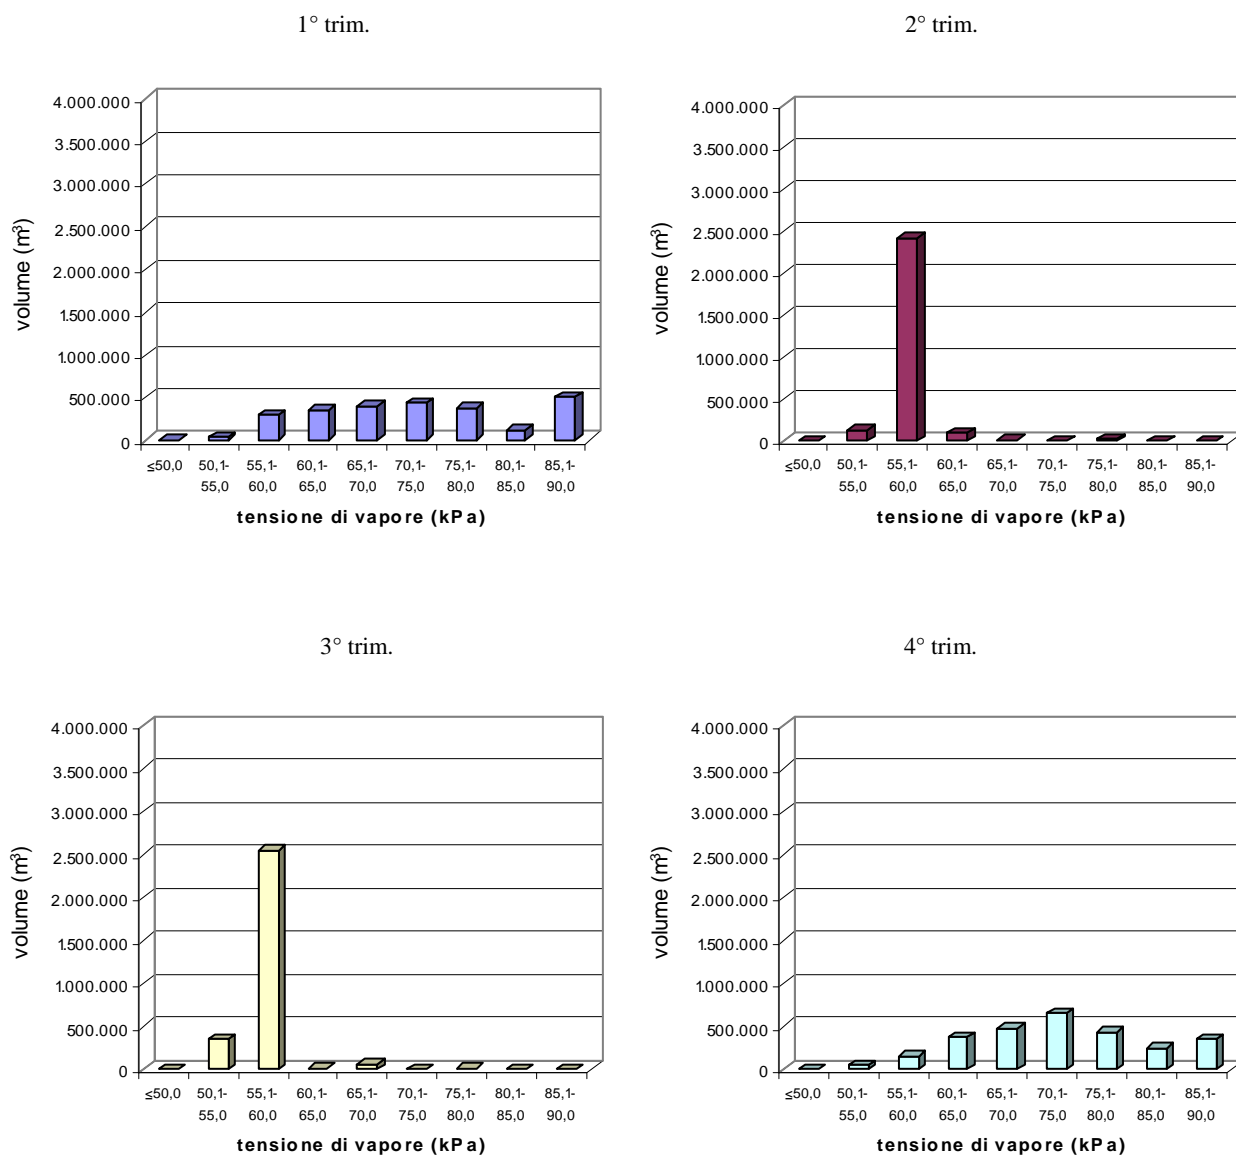 1° trim.
4.000.000
3.500.000
3.000.000
2.500.000
2.000.000
1.500.000
1.000.000
500.000
0
volume (m³)
≤50,0 50,1- 55,1- 60,1- 65,1- 70,1- 75,1- 80,1- 85,1-
55,0 60,0 65,0 70,0 75,0 80,0 85,0 90,0
tensione di vapore (kPa)
2° trim.
4.000.000
3.500.000
3.000.000
2.500.000
2.000.000
1.500.000
1.000.000
500.000
0
volume (m³)
≤50,0 50,1- 55,1- 60,1- 65,1- 70,1- 75,1- 80,1- 85,1-
55,0 60,0 65,0 70,0 75,0 80,0 85,0 90,0
tensione di vapore (kPa)
3° trim.
4.000.000
3.500.000
3.000.000
2.500.000
2.000.000
1.500.000
1.000.000
500.000
0
volume (m³)
≤50,0 50,1- 55,1- 60,1- 65,1- 70,1- 75,1- 80,1- 85,1-
55,0 60,0 65,0 70,0 75,0 80,0 85,0 90,0
tensione di vapore (kPa)
4° trim.
4.000.000
3.500.000
3.000.000
2.500.000
2.000.000
1.500.000
1.000.000
500.000
0
volume (m³)
≤50,0 50,1- 55,1- 60,1- 65,1- 70,1- 75,1- 80,1- 85,1-
55,0 60,0 65,0 70,0 75,0 80,0 85,0 90,0
tensione di vapore (kPa)